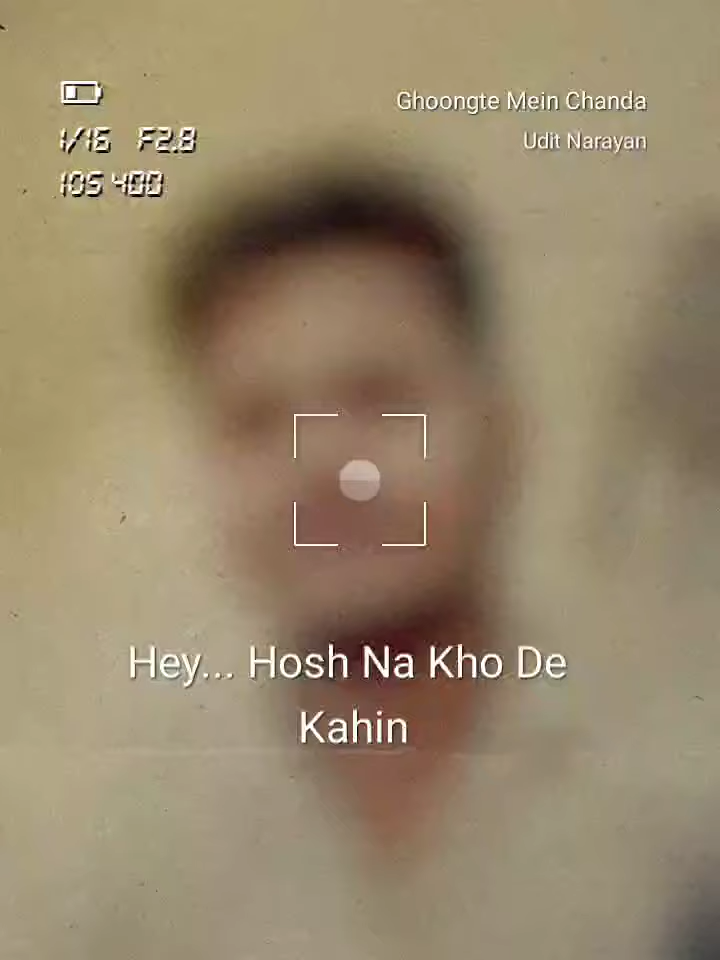 Ghoongte Mein Chanda
1/16 F2.8
Udit Narayan
105 400
Hey... Hosh Na Kho De
Kahin